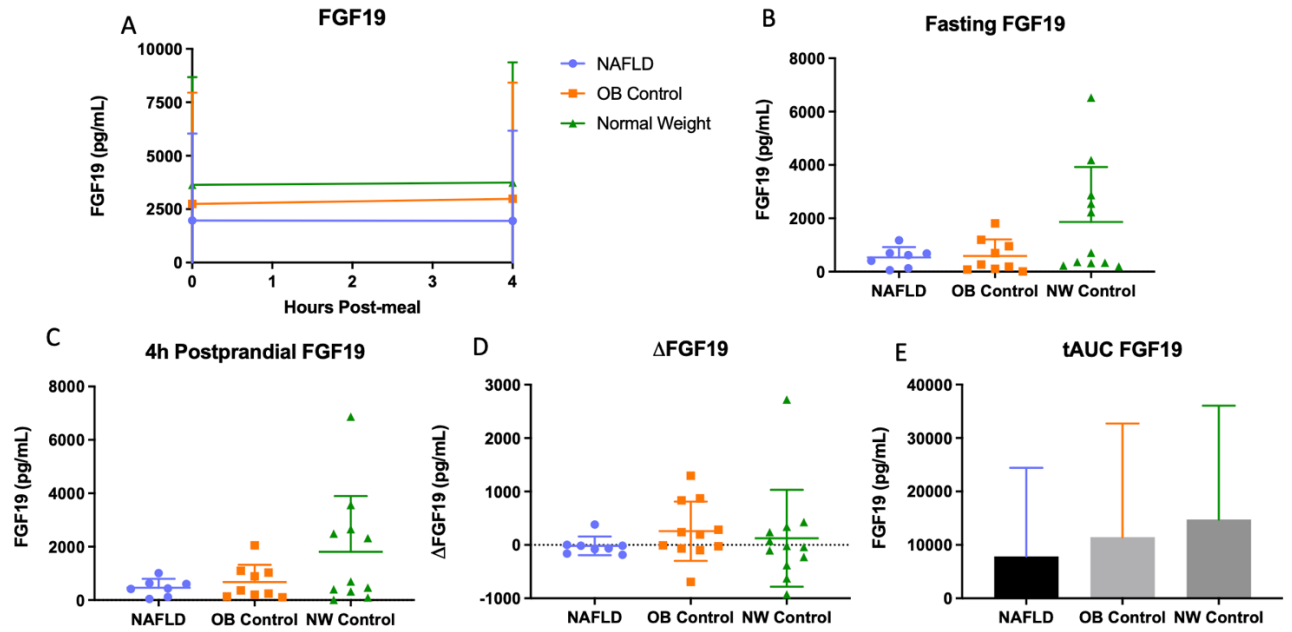 A
FGF19
10000
7500
5000
2500
0
FGF19 (pg/mL)
0 1 2 3 4
Hours Post-meal
NAFLD
OB Control
Normal Weight
B
Fasting FGF19
8000
6000
4000
2000
0
FGF19 (pg/mL)
NAFLD OB Control NW Control
C
4h Postprandial FGF19
8000
6000
4000
2000
0
FGF19 (pg/mL)
NAFLD OB Control NW Control
D
ΔFGF19
3000
2000
1000
0
-1000
ΔFGF19 (pg/mL)
NAFLD OB Control NW Control
E
tAUC FGF19
40000
30000
20000
10000
0
FGF19 (pg/mL)
NAFLD OB Control NW Control